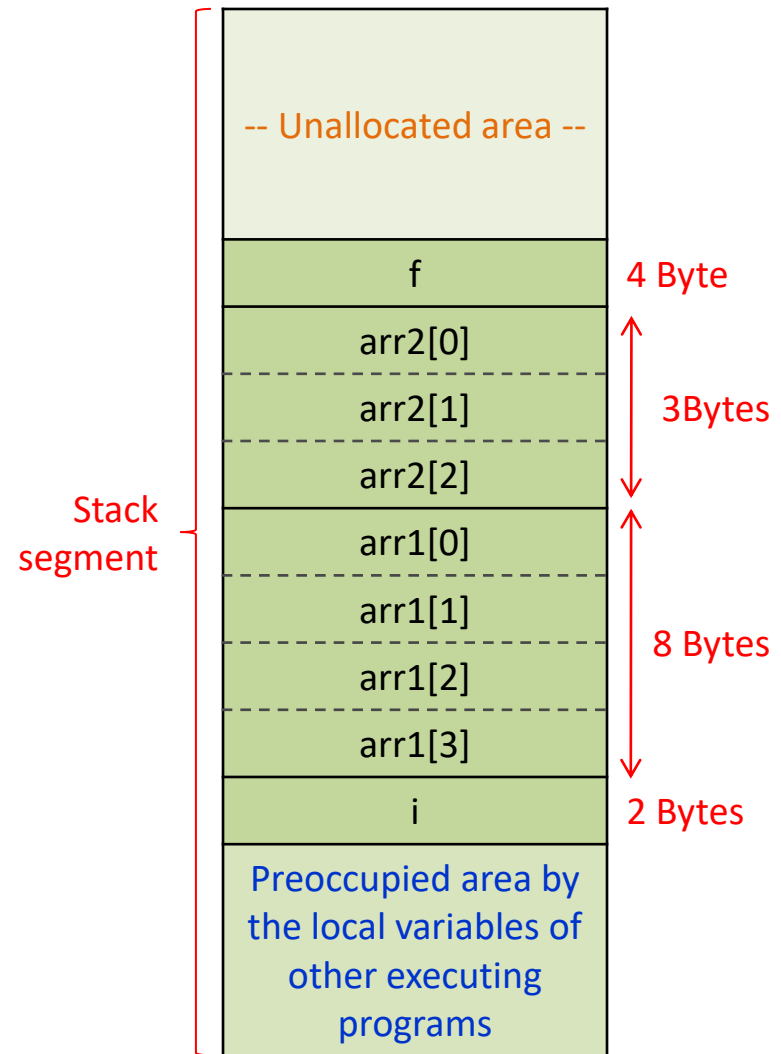 -- Unallocated area --
f
4 Byte
arr2[0]
arr2[1]
3Bytes
arr2[2]
Stack
segment
arr1[0]
arr1[1]
8 Bytes
arr1[2]
arr1[3]
i
2 Bytes
Preoccupied area by
the local variables of
other executing
programs